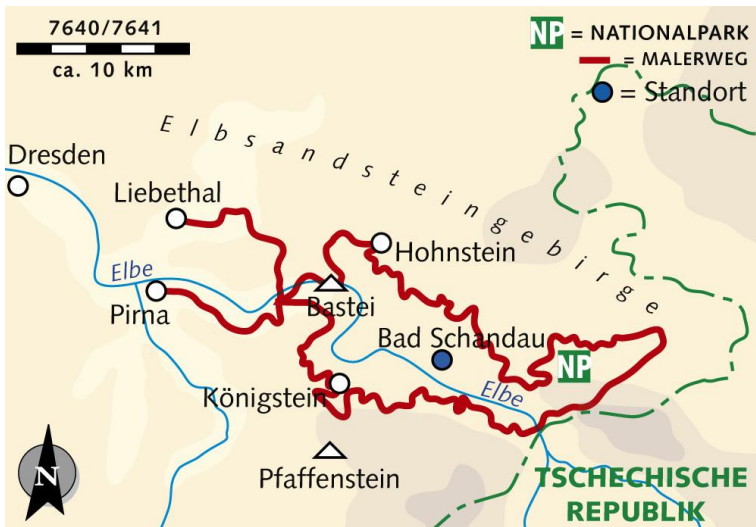 7640/7641
ca. 10 km
NP = NATIONALPARK
= MALERWEG
= Standort
Elbsandsteingebirge
Dresden
Liebethal
Hohnstein
Elbe
Pirna
Bastei
Bad Schandau
NP
Königstein
Elbe
Pfaffenstein
TSCHECHISCHE
REPUBLIK
N